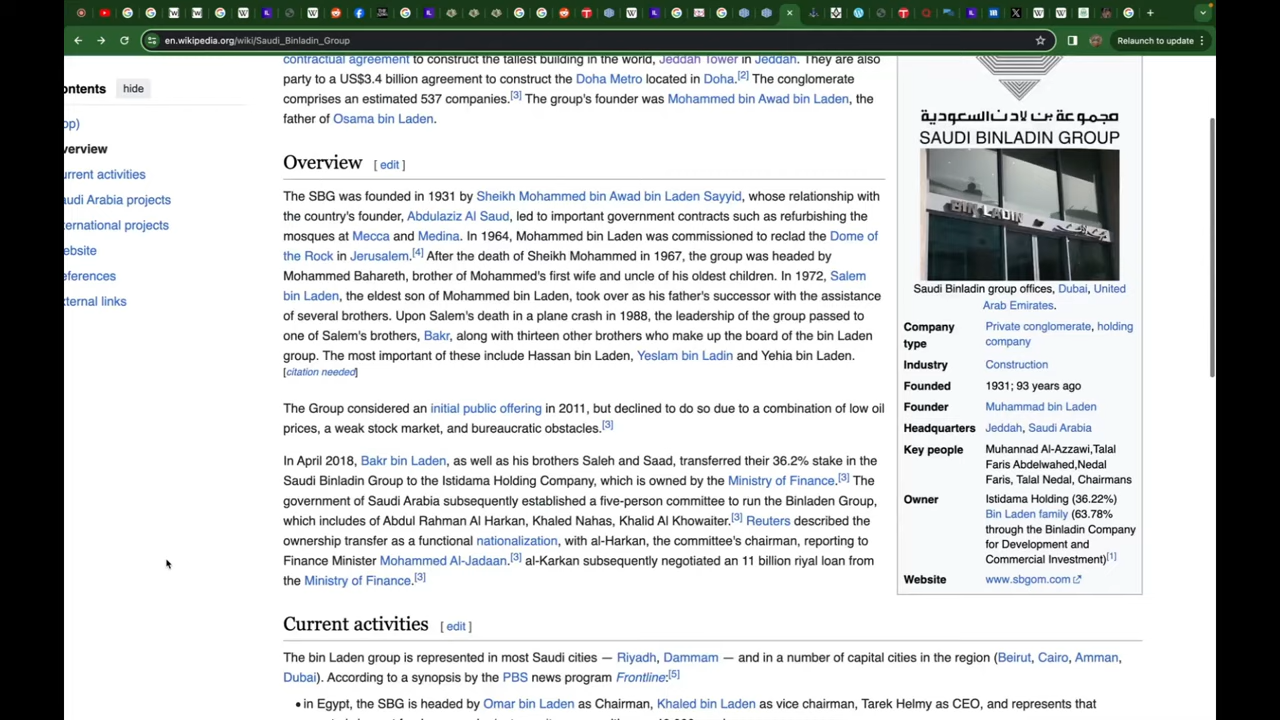 en.wikipedia.org/wiki/Saudi_Binladin_Group
Relaunch to update
ontents hide
op)
verview
urrent activities
audi Arabia projects
ternational projects
ebsite
eferences
xternal links
contractual agreement to construct the tallest building in the world, Jeddah Tower in Jeddah. They are also
party to a US$3.4 billion agreement to construct the Doha Metro located in Doha.[2] The conglomerate
comprises an estimated 537 companies.[3] The group's founder was Mohammed bin Awad bin Laden, the
father of Osama bin Laden.
Overview [ edit ]
The SBG was founded in 1931 by Sheikh Mohammed bin Awad bin Laden Sayyid, whose relationship with
the country's founder, Abdulaziz Al Saud, led to important government contracts such as refurbishing the
mosques at Mecca and Medina. In 1964, Mohammed bin Laden was commissioned to reclad the Dome of
the Rock in Jerusalem.[4] After the death of Sheikh Mohammed in 1967, the group was headed by
Mohammed Bahareth, brother of Mohammed's first wife and uncle of his oldest children. In 1972, Salem
bin Laden, the eldest son of Mohammed bin Laden, took over as his father's successor with the assistance
of several brothers. Upon Salem's death in a plane crash in 1988, the leadership of the group passed to
one of Salem's brothers, Bakr, along with thirteen other brothers who make up the board of the bin Laden
group. The most important of these include Hassan bin Laden, Yeslam bin Ladin and Yehia bin Laden.
[citation needed]
The Group considered an initial public offering in 2011, but declined to do so due to a combination of low oil
prices, a weak stock market, and bureaucratic obstacles.[3]
In April 2018, Bakr bin Laden, as well as his brothers Saleh and Saad, transferred their 36.2% stake in the
Saudi Binladin Group to the Istidama Holding Company, which is owned by the Ministry of Finance.[3] The
government of Saudi Arabia subsequently established a five-person committee to run the Binladen Group,
which includes of Abdul Rahman Al Harkan, Khaled Nahas, Khalid Al Khowaiter.[3] Reuters described the
ownership transfer as a functional nationalization, with al-Harkan, the committee's chairman, reporting to
Finance Minister Mohammed Al-Jadaan.[3] al-Karkan subsequently negotiated an 11 billion riyal loan from
the Ministry of Finance.[3]
Current activities [ edit ]
The bin Laden group is represented in most Saudi cities — Riyadh, Dammam — and in a number of capital cities in the region (Beirut, Cairo, Amman,
Dubai). According to a synopsis by the PBS news program Frontline:[5]
• in Egypt, the SBG is headed by Omar bin Laden as Chairman, Khaled bin Laden as vice chairman, Tarek Helmy as CEO, and represents that
مجموعة بن لادن السعودية
SAUDI BINLADIN GROUP
BIN LADIN
Saudi Binladin group offices, Dubai, United
Arab Emirates.
Company type Private conglomerate, holding company
Industry Construction
Founded 1931; 93 years ago
Founder Muhammad bin Laden
Headquarters Jeddah, Saudi Arabia
Key people Muhannad Al-Azzawi,Talal
Faris Abdelwahed,Nedal
Faris, Talal Nedal, Chairmans
Owner Istidama Holding (36.22%)
Bin Laden family (63.78%
through the Binladin Company
for Development and
Commercial Investment)[1]
Website www.sbgom.com